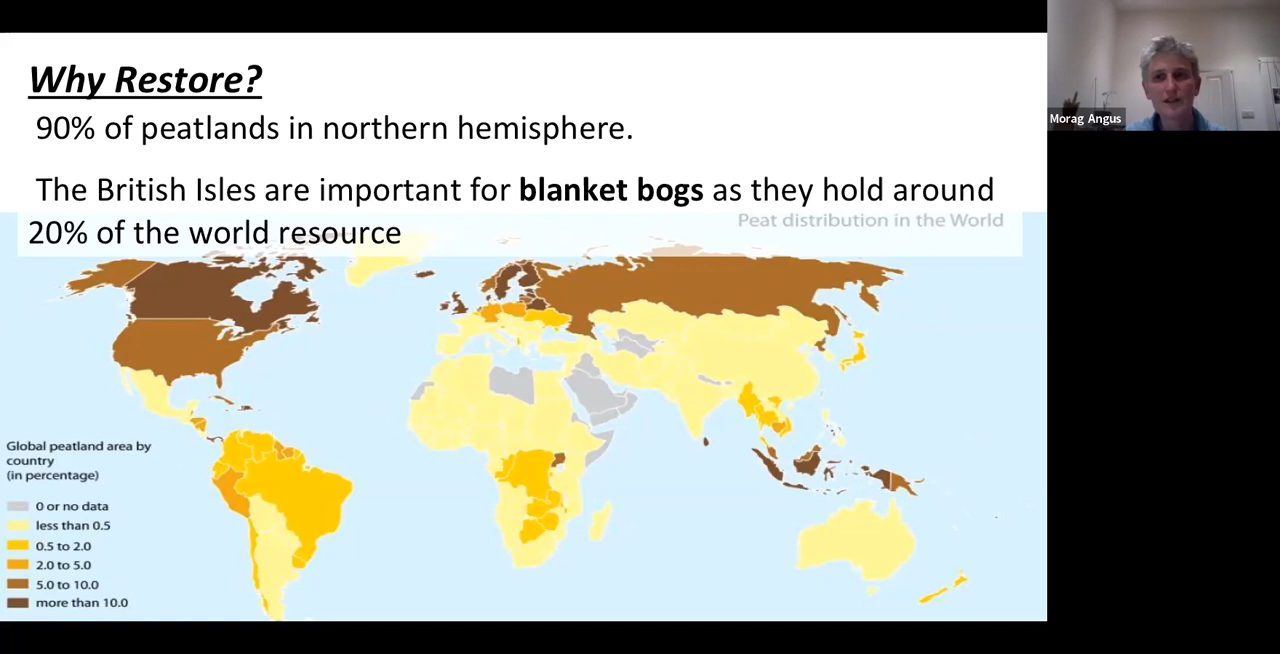 Why Restore?
90% of peatlands in northern hemisphere.
The British Isles are important for blanket bogs as they hold around
20% of the world resource
Peat distribution in the World
Global peatland area by
country
(in percentage)
0 or no data
less than 0.5
0.5 to 2.0
2.0 to 5.0
5.0 to 10.0
more than 10.0
Morag Angus